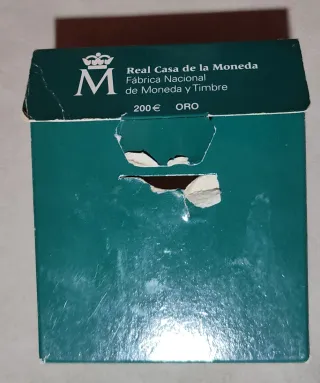 M
Real Casa de la Moneda
Fábrica Nacional
de Moneda y Timbre
200 € ORO